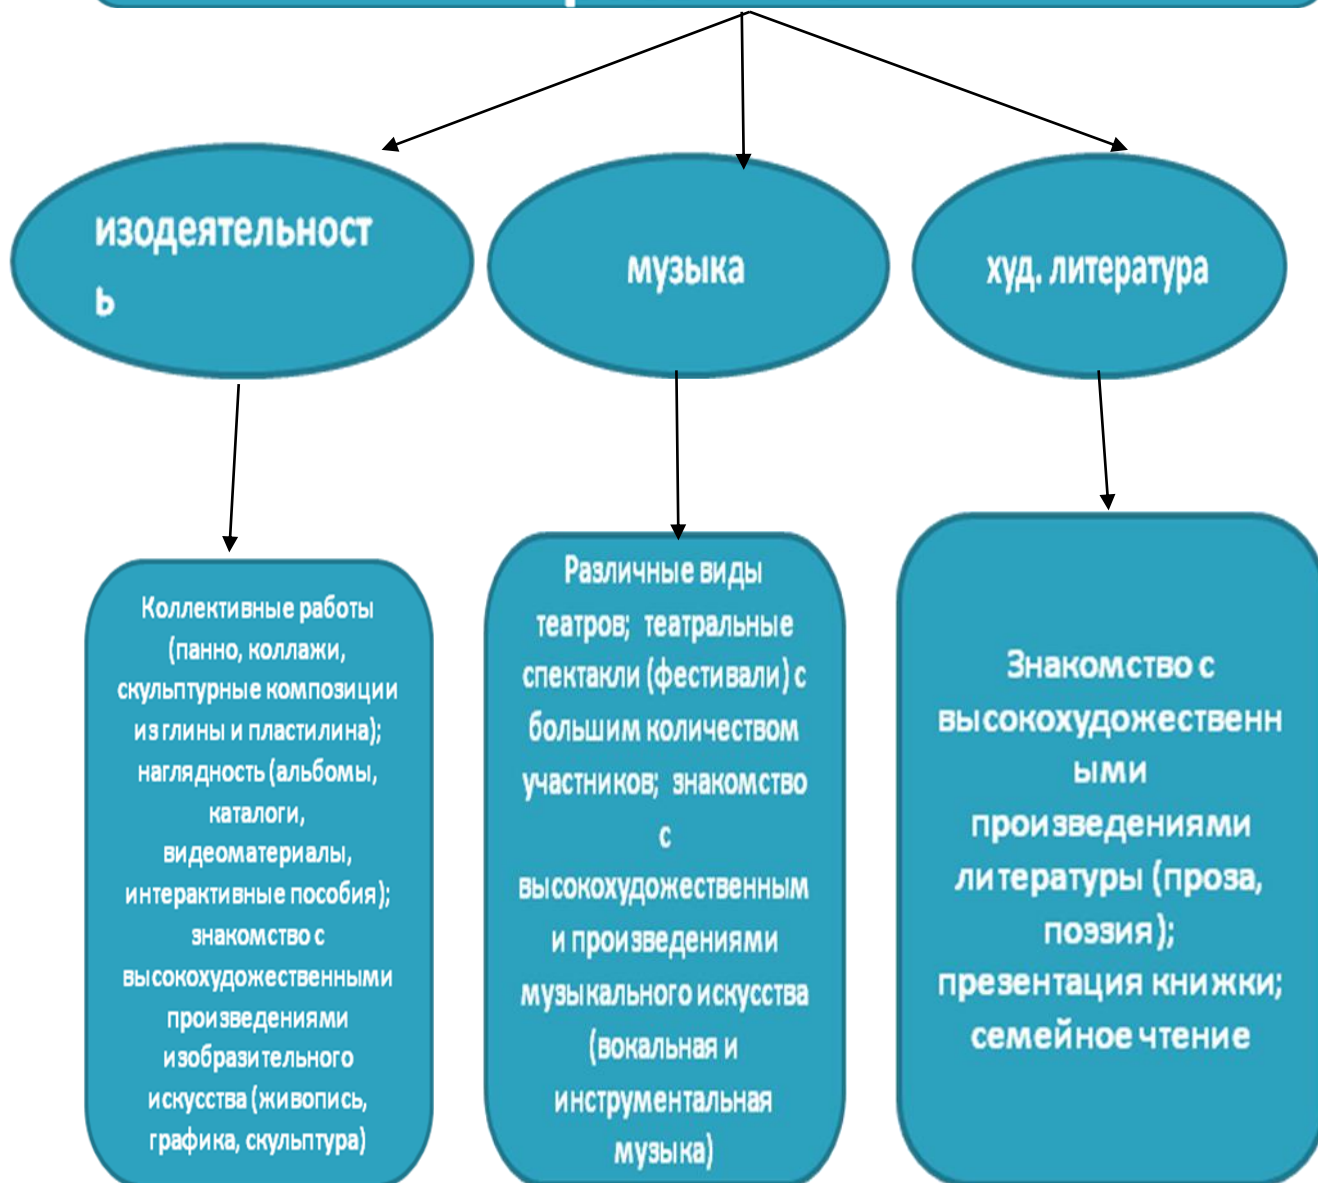 изодеятельност
ь
музыка
худ. литература
Коллективные работы
(панно, коллажи,
скульптурные композиции
из глины и пластилина);
наглядность (альбомы,
каталоги,
видеоматериалы,
интерактивные пособия);
знакомство с
высокохудожественными
произведениями
изобразительного
искусства (живопись,
графика, скульптура)
Различные виды
театров; театральные
спектакли (фестивали) с
большим количеством
участников; знакомство
с
высокохудожественным
и произведениями
музыкального искусства
(вокальная и
инструментальная
музыка)
Знакомство с
высокохудожественн
ыми
произведениями
литературы (проза,
поэзия);
презентация книжки;
семейное чтение